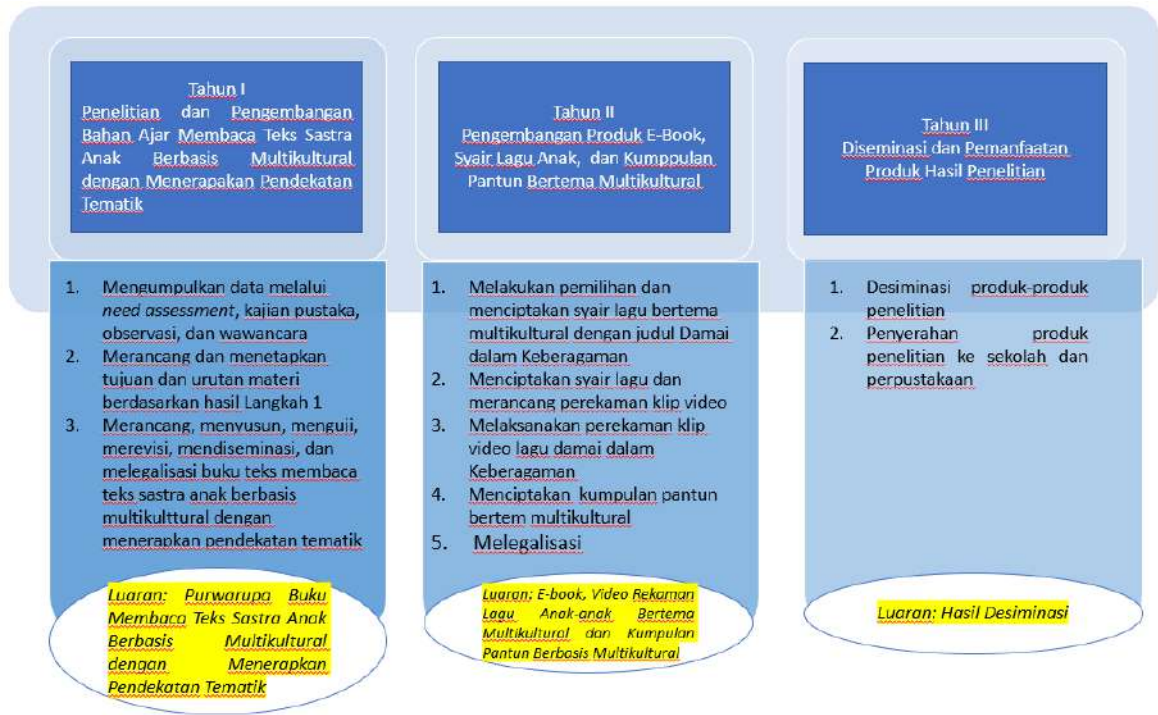 Tahun I
Penelitian dan Pengembangan
Bahan Ajar Membaca Teks Sastra
Anak Berbasis Multikultural
dengan Menerapakan Pendekatan
Tematik
Tahun II
Pengembangan Produk E-Book,
Syair Lagu Anak, dan Kumppulan
Pantun Bertema Multikultural
Tahun III
Diseminasi dan Pemanfaatan
Produk Hasil Penelitian
1. Mengumpulkan data melalui
need assessment, kajian pustaka,
observasi, dan wawancara
2. Merancang dan menetapkan
tujuan dan urutan materi
berdasarkan hasil Langkah 1
3. Merancang, menyusun, menguji,
merevisi, mendiseminasi, dan
melegalisasi buku teks membaca
teks sastra anak berbasis
multikulttural dengan
menerapkan pendekatan tematik
Luaran: Purwarupa Buku
Membaca Teks Sastra Anak
Berbasis Multikultural
dengan Menerapkan
Pendekatan Tematik
1. Melakukan pemilihan dan
menciptakan syair lagu bertema
multikultural dengan judul Damai
dalam Keberagaman
2. Menciptakan syair lagu dan
merancang perekaman klip video
3. Melaksanakan perekaman klip
video lagu damai dalam
Keberagaman
4. Menciptakan kumpulan pantun
bertem multikultural
5. Melegalisasi
Luaran: E-book, Video Rekaman
Lagu Anak-anak Bertema
Multikultural dan Kumpulan
Pantun Berbasis Multikultural
1. Desiminasi produk-produk
penelitian
2. Penyerahan produk
penelitian ke sekolah dan
perpustakaan
Luaran: Hasil Desiminasi